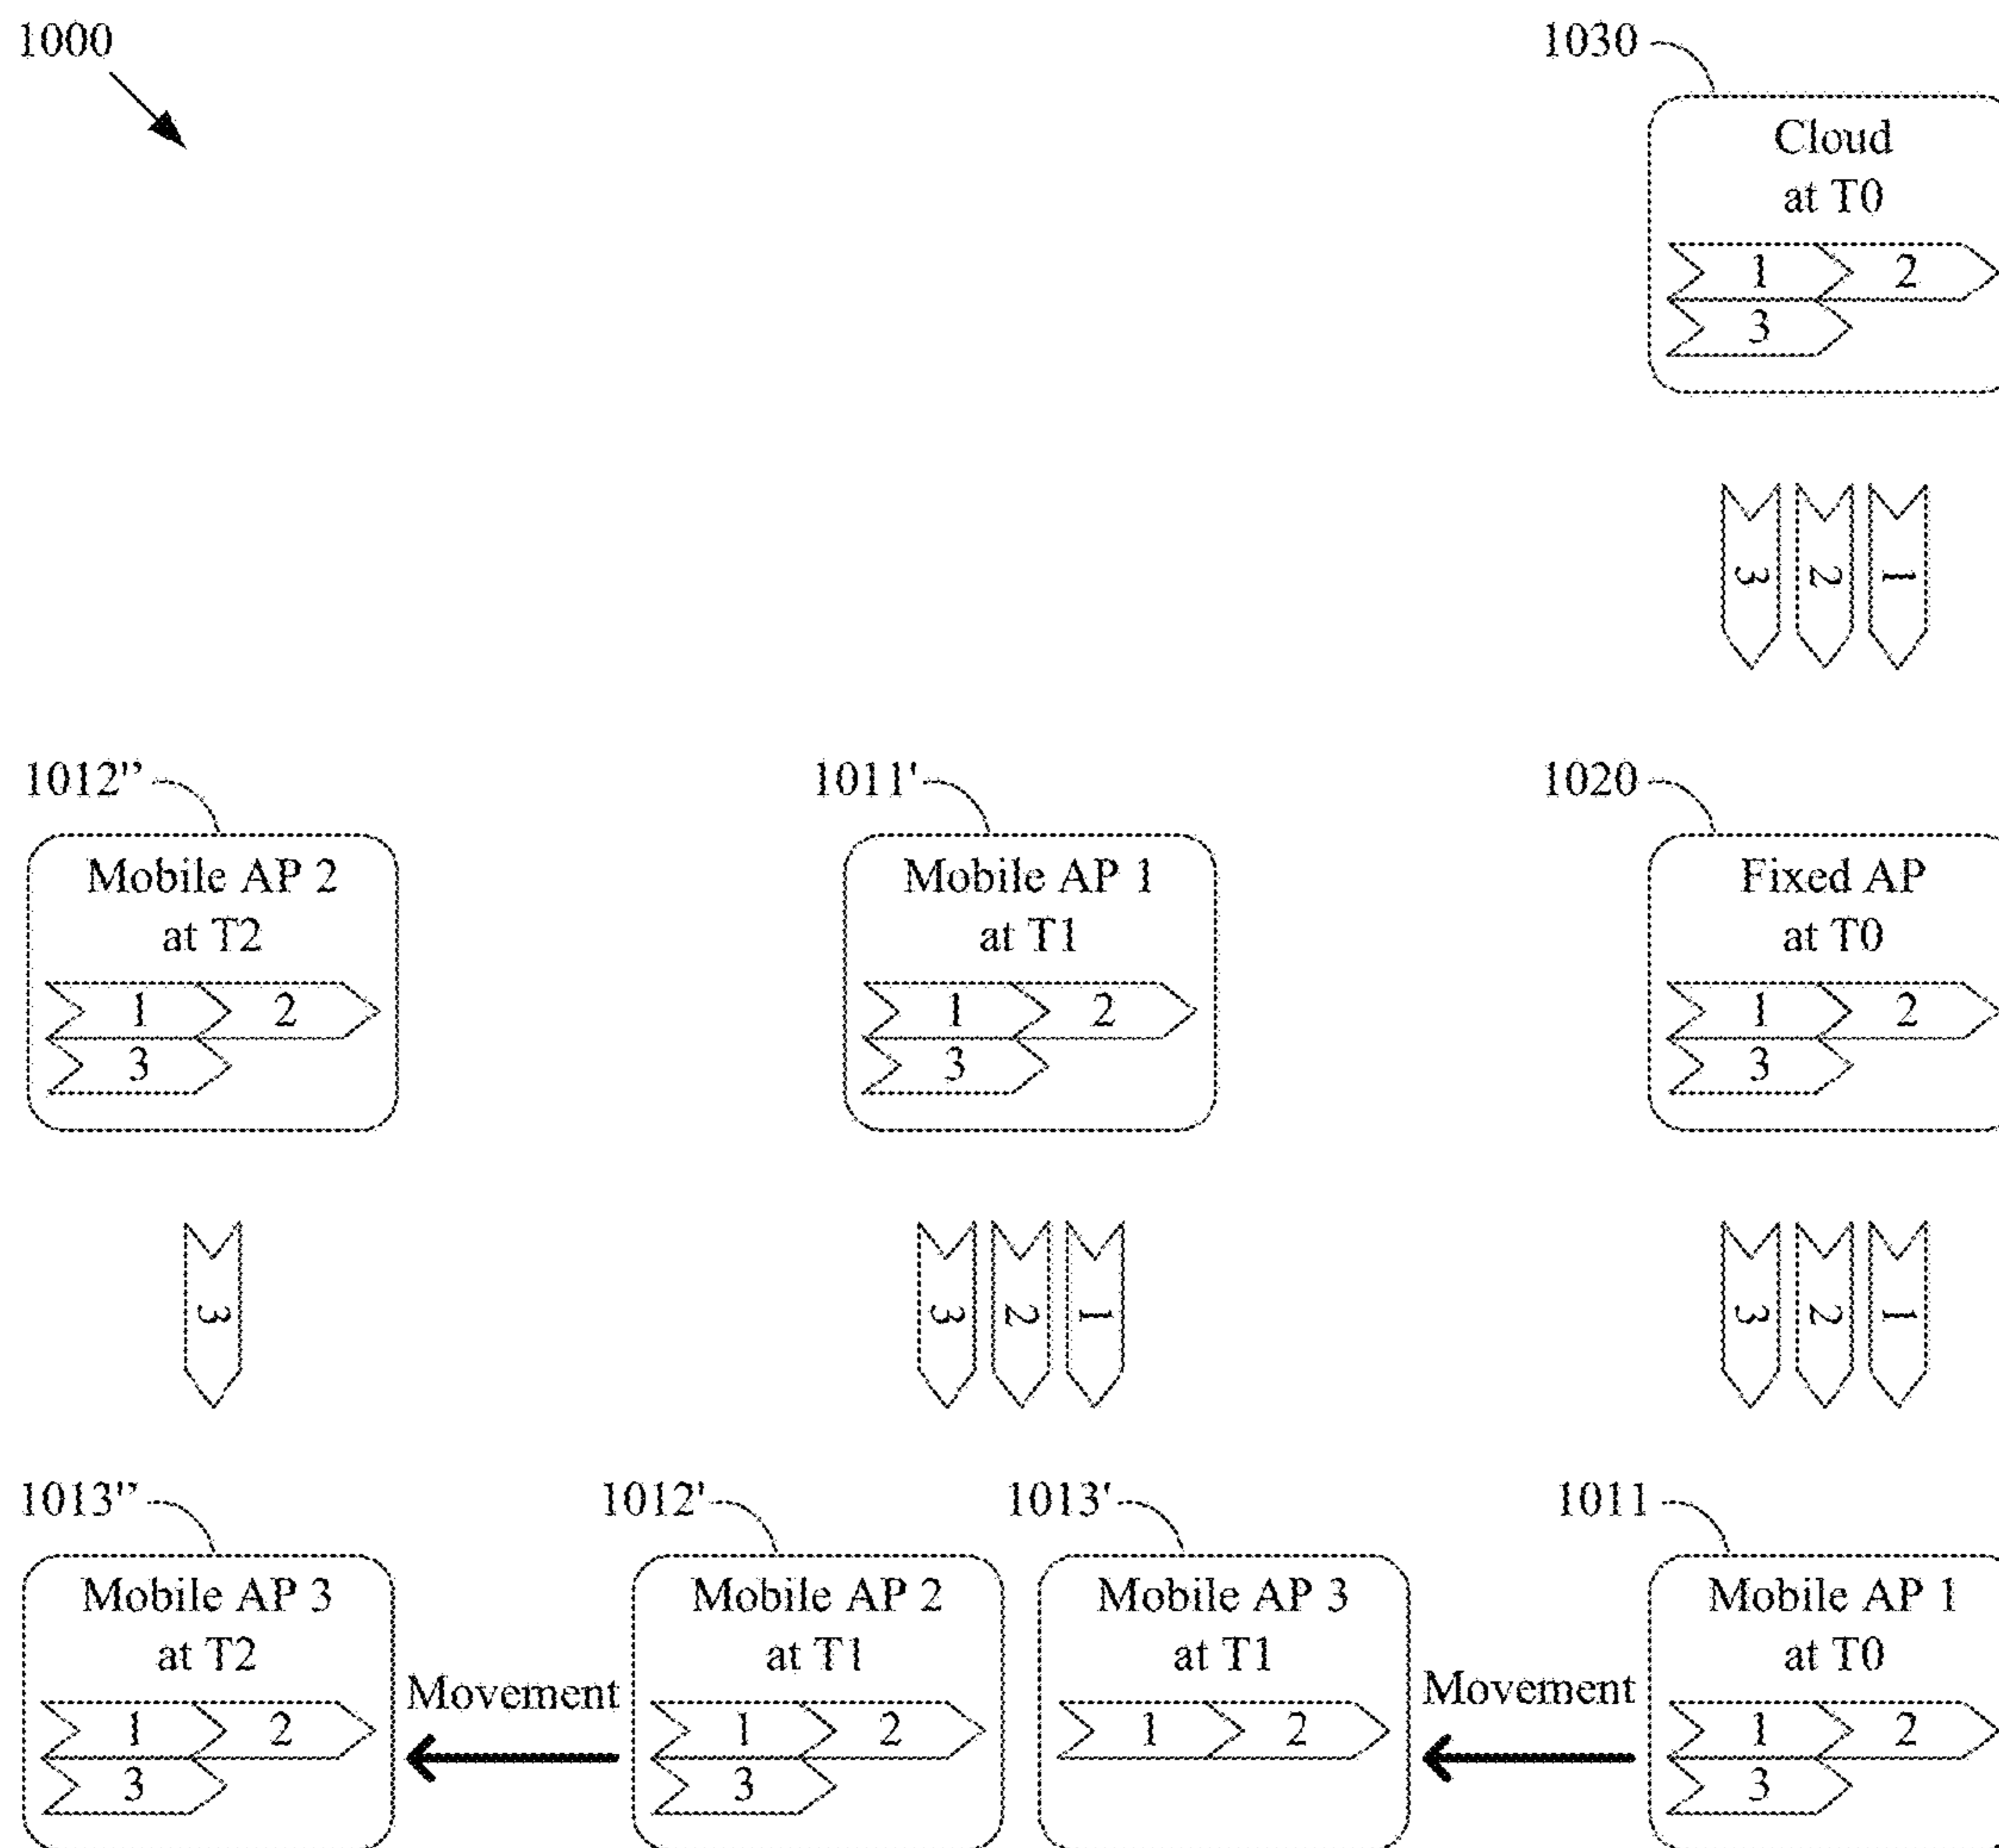 1000
1030
Cloud
at T0
1 2
3
3 2 1
1012"
1011'
1020
Mobile AP 2
at T2
1 2
3
Mobile AP 1
at T1
1 2
3
Fixed AP
at T0
1 2
3
3
3 2 1
3 2 1
1013"
1012'
1013'
1011
Mobile AP 3
at T2
1 2
3
Movement
Mobile AP 2
at T1
1 2
3
Mobile AP 3
at T1
1 2
Movement
Mobile AP 1
at T0
1 2
3